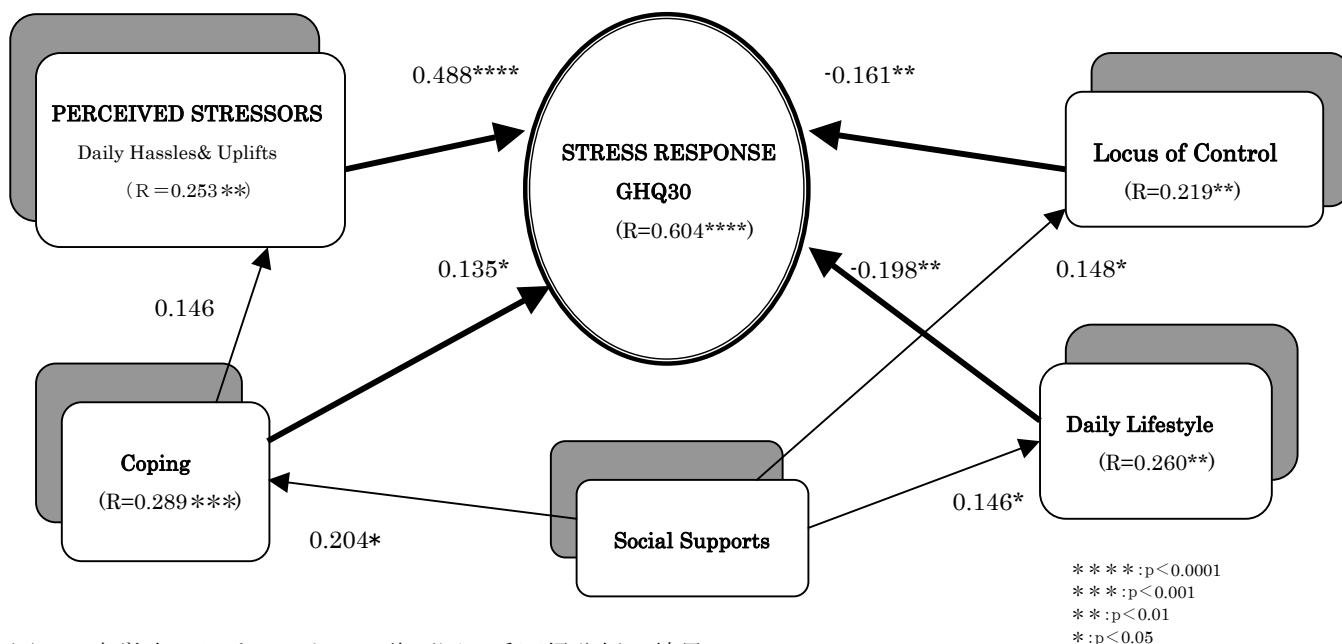 0.488****
-0.161**
PERCEIVED STRESSORS
Daily Hassles& Uplifts
(R＝0.253**)
STRESS RESPONSE
GHQ30
(R=0.604****)
Locus of Control
(R=0.219**)
0.135*
-0.198**
0.148*
0.146
Coping
(R=0.289***)
Daily Lifestyle
(R=0.260**)
0.204*
Social Supports
0.146*
****:p＜0.0001
***:p＜0.001
**:p＜0.01
*:p＜0.05